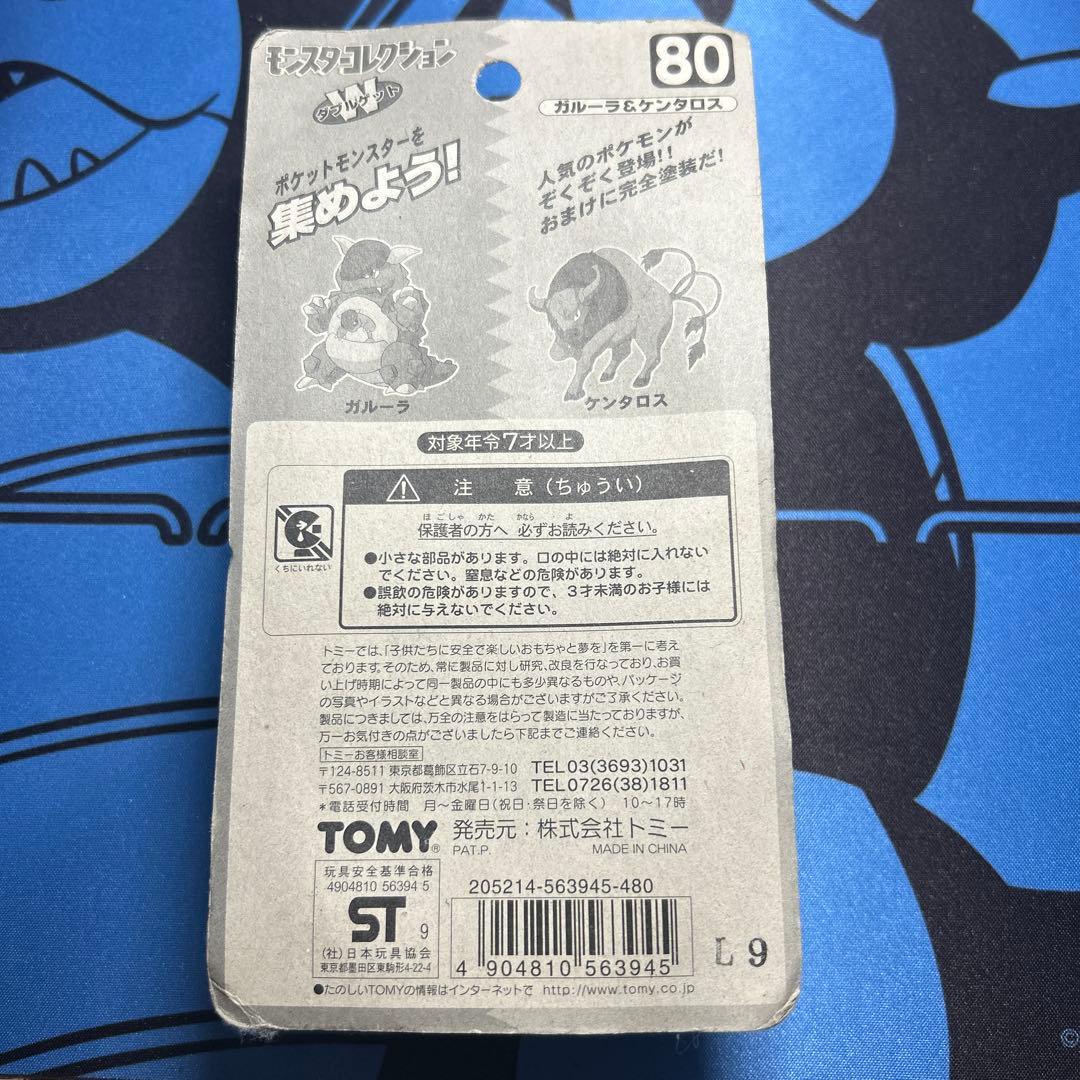 モンスターコレクション
W
ダブルゲット
80
ガルーラ&ケンタロス
ポケットモンスターを
集めよう!
人気のポケモンが
ぞくぞく登場!!
おまけに完全塗装だ!
ガルーラ
ケンタロス
対象年令7才以上
注 意(ちゅうい)
くちにいれない
ほごしゃ かた かなら よ
保護者の方へ 必ずお読みください。
●小さな部品があります。口の中には絶対に入れない
でください。窒息などの危険があります。
●誤飲の危険がありますので、3才未満のお子様には
絶対に与えないでください。
トミーでは、「子供たちに安全で楽しいおもちゃと夢を」を第一に考え
ております。そのため、常に製品に対し研究、改良を行なっており、お買
い上げ時期によって同一製品の中にも多少異なるものや、パッケージ
の写真やイラストなどと異なる場合がございますがご了承ください。
製品につきましては、万全の注意をはらって製造に当たっておりますが、
万一お気付きの点がございましたら下記までご連絡ください。
トミーお客様相談室
〒124-8511 東京都葛飾区立石7-9-10 TEL03(3693)1031
〒567-0891 大阪府茨木市水尾1-1-13 TEL0726(38)1811
*電話受付時間 月~金曜日(祝日・祭日を除く) 10~17時
TOMY® 発売元:株式会社トミー
PAT.P. MADE IN CHINA
玩具安全基準合格
4904810 56394 5
ST 9
(社)日本玩具協会
東京都墨田区東駒形4-22-4
205214-563945-480
4 904810 563945
L 9
●たのしいTOMYの情報はインターネットで http://www.tomy.co.jp
©